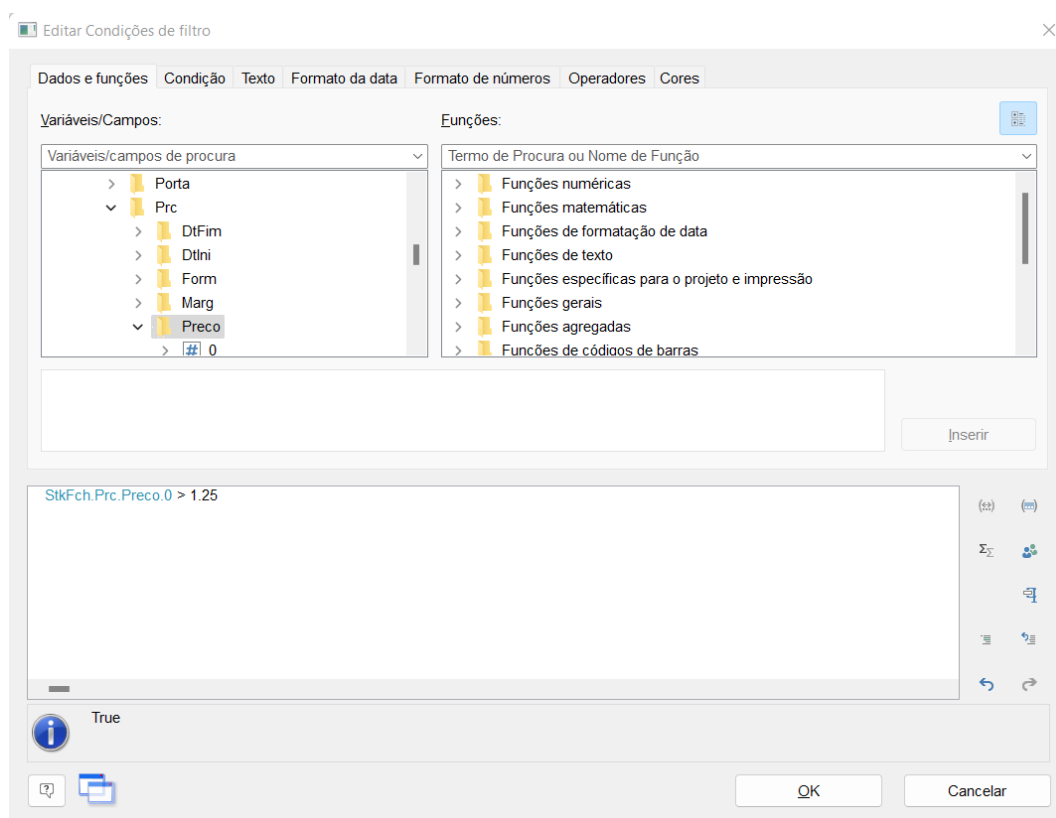 Editar Condições de filtro
Dados e funções Condição Texto Formato da data Formato de números Operadores Cores
Variáveis/Campos:
Funções:
Variáveis/campos de procura
Termo de Procura ou Nome de Função
Porta
Prc
DtFim
DtIni
Form
Marg
Preco
# 0
Funções numéricas
Funções matemáticas
Funções de formatação de data
Funções de texto
Funções específicas para o projeto e impressão
Funções gerais
Funções agregadas
Funções de códigos de barras
Inserir
StkFch.Prc.Preco.0 > 1.25
True
OK
Cancelar